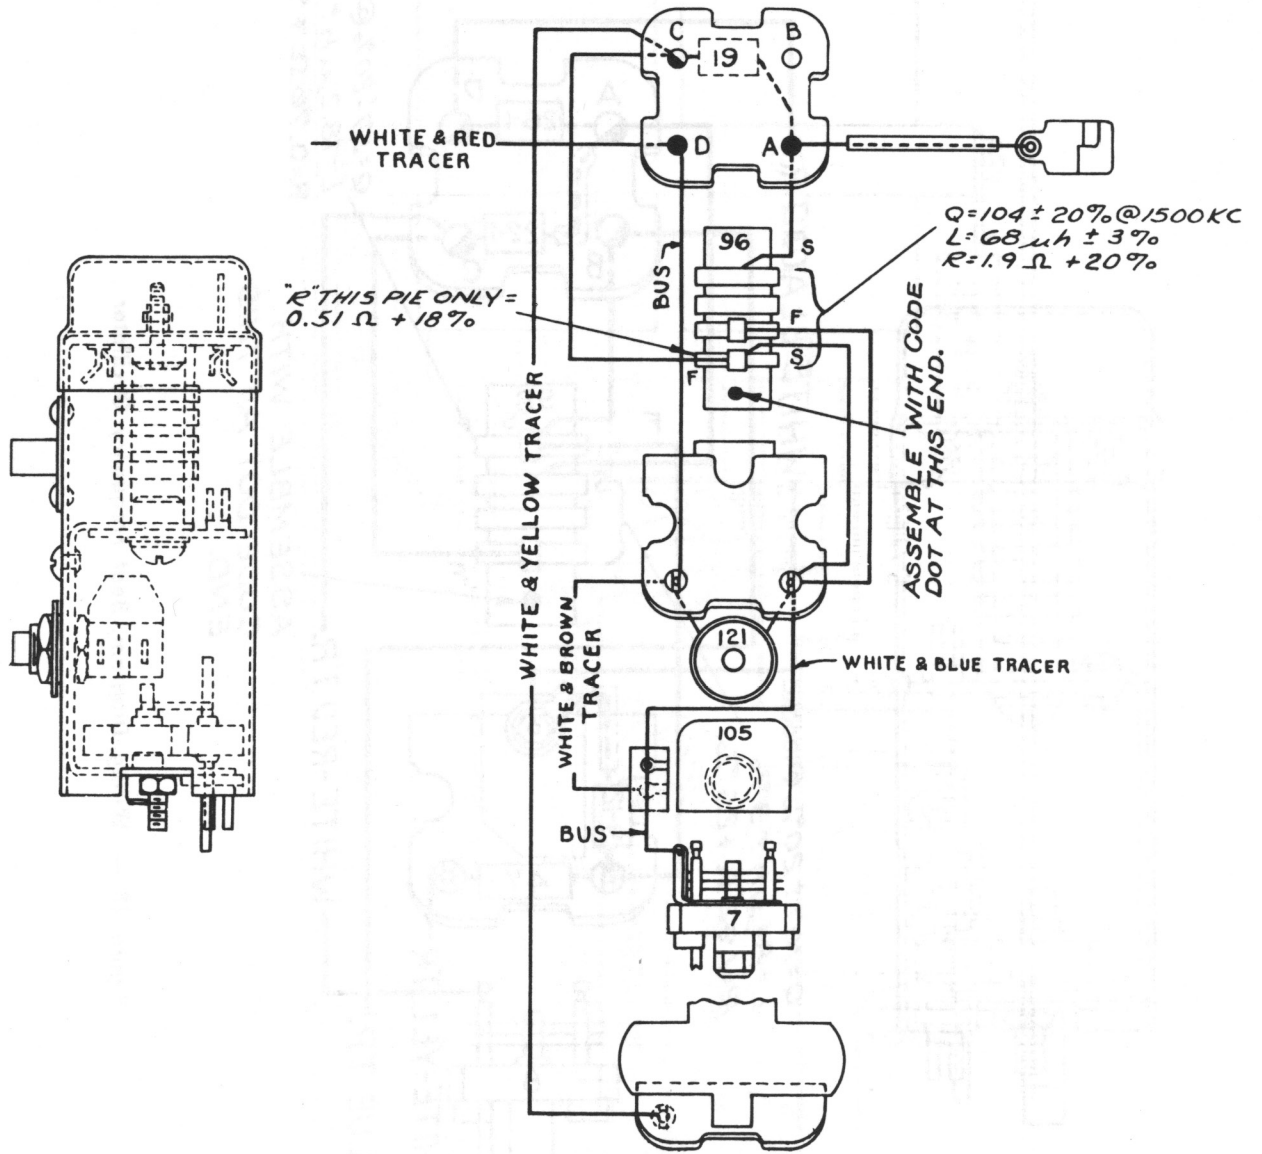 C
B
19
WHITE & RED
TRACER
D
A
Q=104 ± 20% @ 1500 KC
L=68 µh ± 3%
R=1.9 Ω +20%
96
S
BUS
"R" THIS PIE ONLY =
0.51 Ω + 18%
F
S
F
ASSEMBLE WITH CODE
DOT AT THIS END.
WHITE & YELLOW TRACER
WHITE & BROWN
TRACER
121
WHITE & BLUE TRACER
105
BUS
7